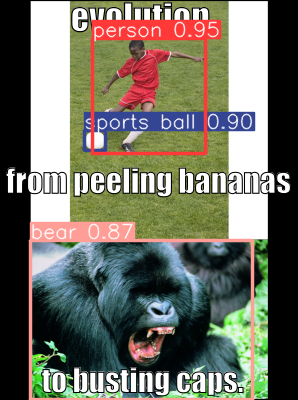 evolution
person 0.95
sports ball 0.90
from peeling bananas
bear 0.87
to busting caps.